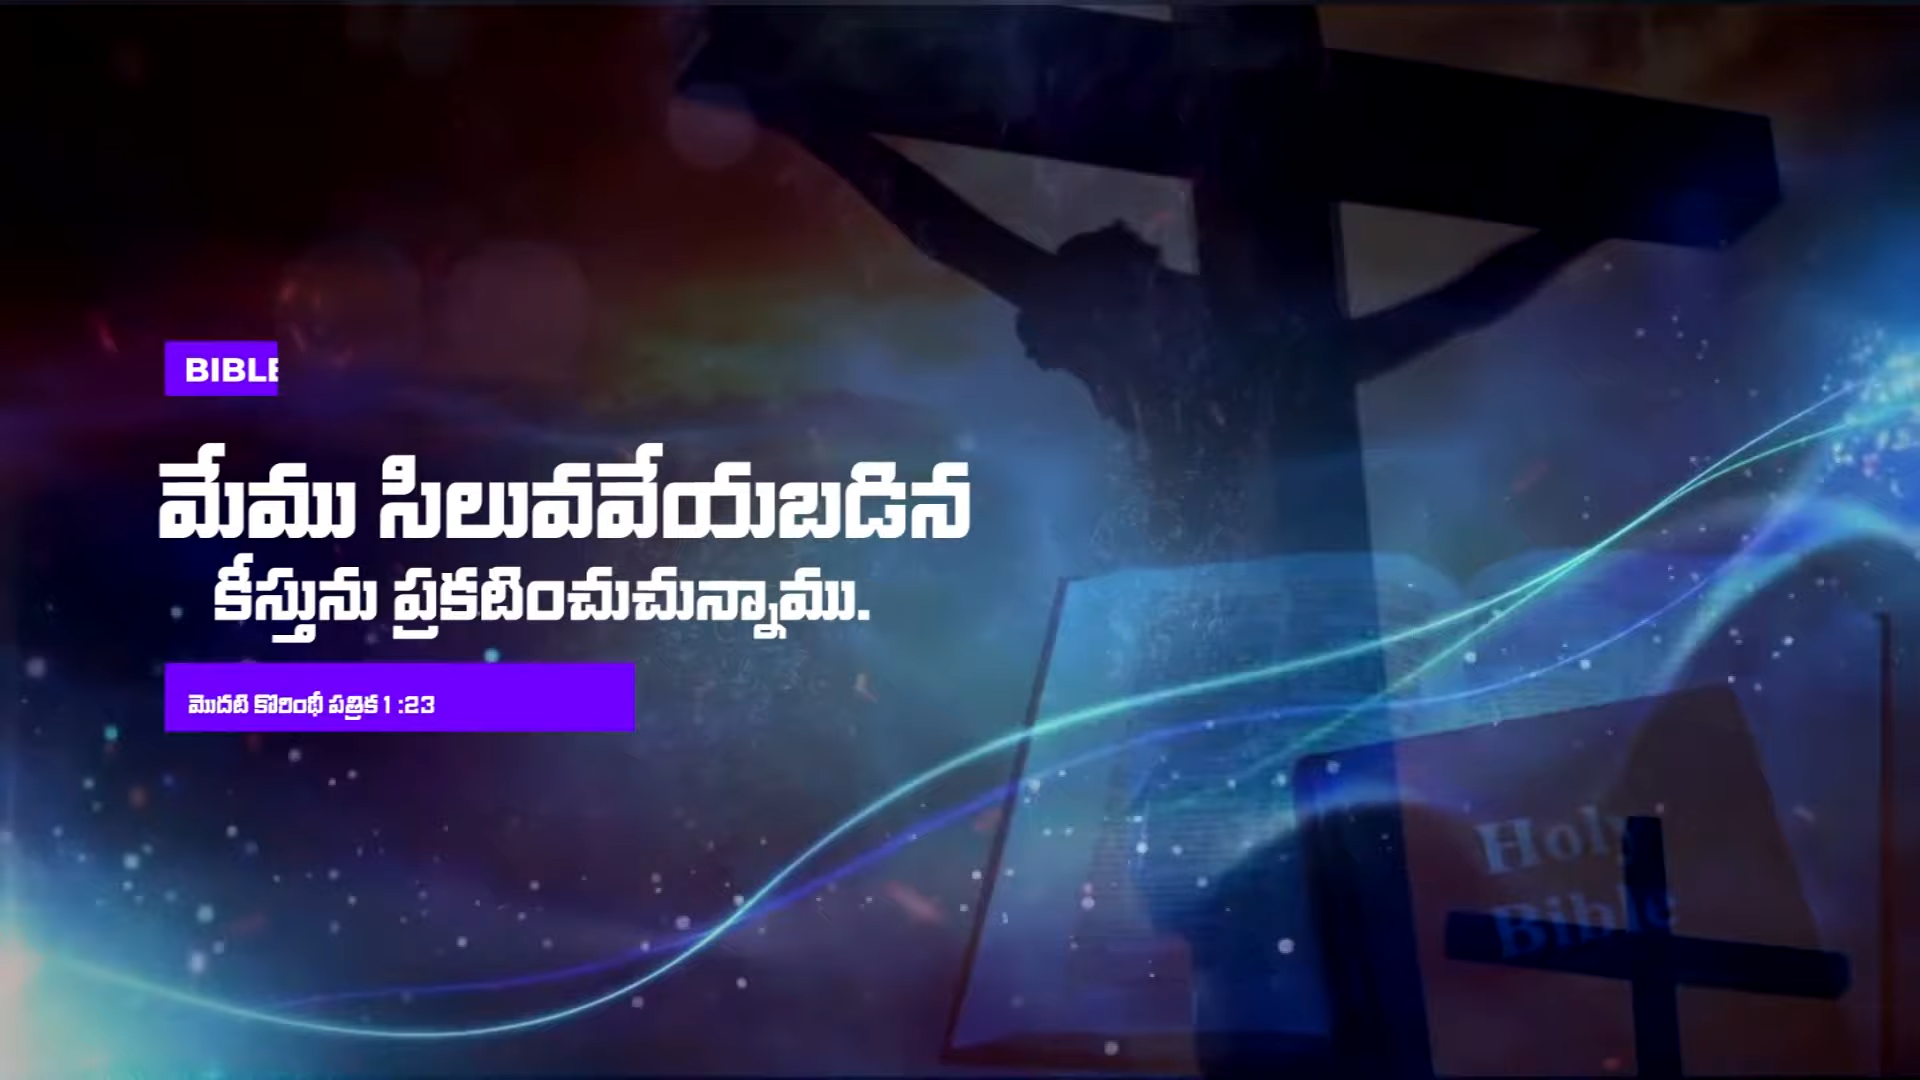 BIBLE
మేము సిలువవేయబడిన
కీస్తును ప్రకటించుచున్నాము.
మొదటి కొరింథీ పత్రిక 1 :23
Holy
Bible